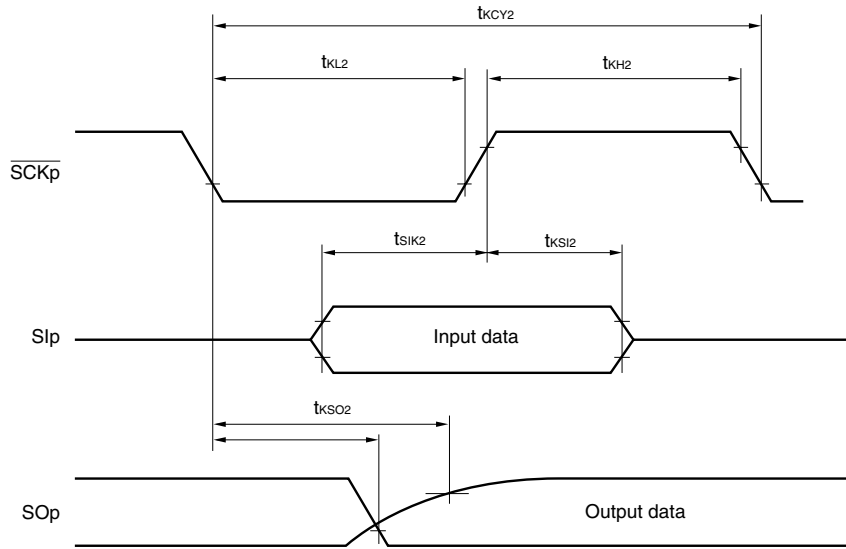 tKCY2
tKL2
tKH2
SCKp
tSIK2
tKSI2
SIp
Input data
tKSO2
SOp
Output data